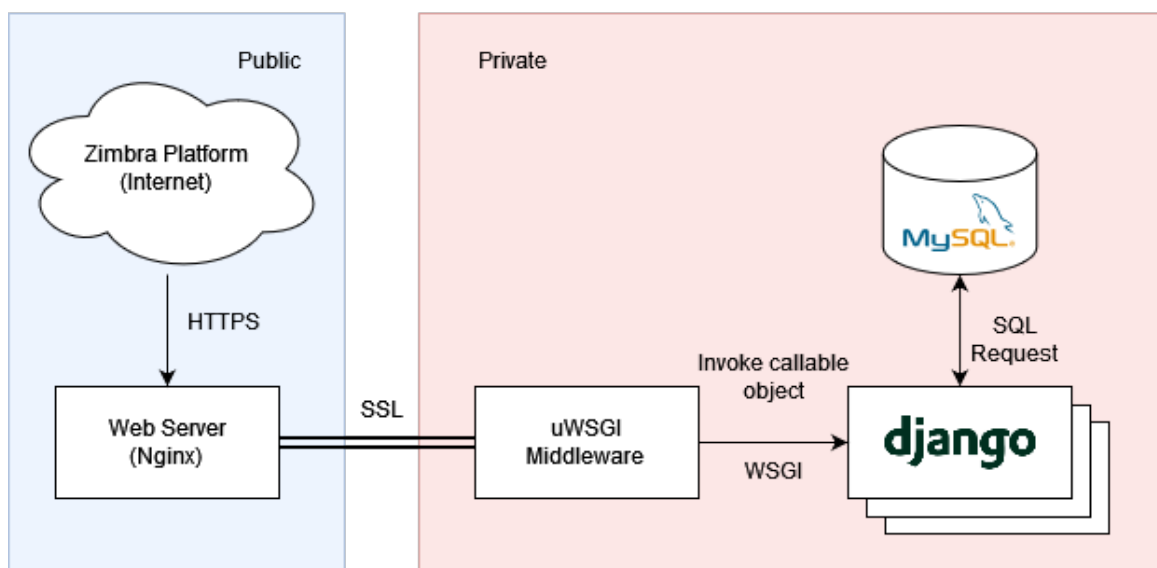 Public
Private
Zimbra Platform
(Internet)
MySQL®
HTTPS
SQL
Request
Invoke callable
object
SSL
Web Server
(Nginx)
uWSGI
Middleware
django
WSGI